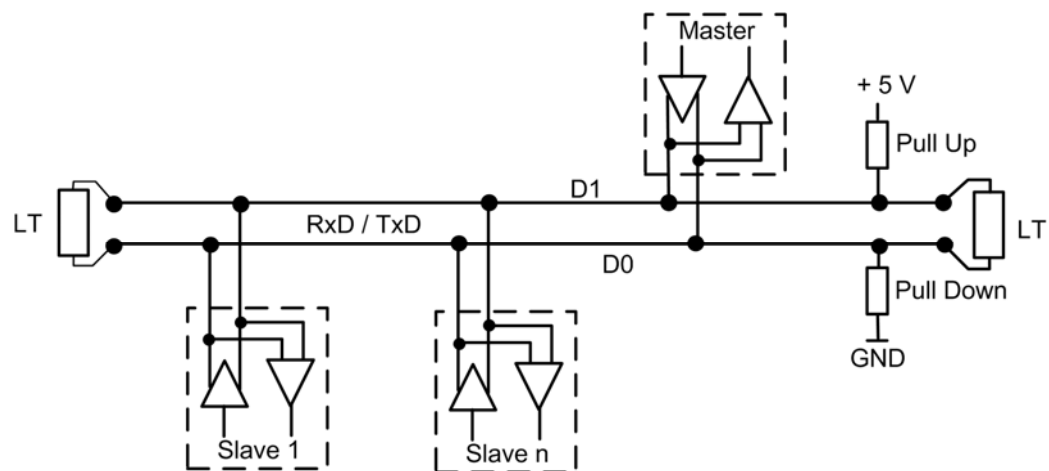 Master
+ 5 V
Pull Up
D1
LT
RxD / TxD
LT
D0
Pull Down
GND
Slave 1
Slave n